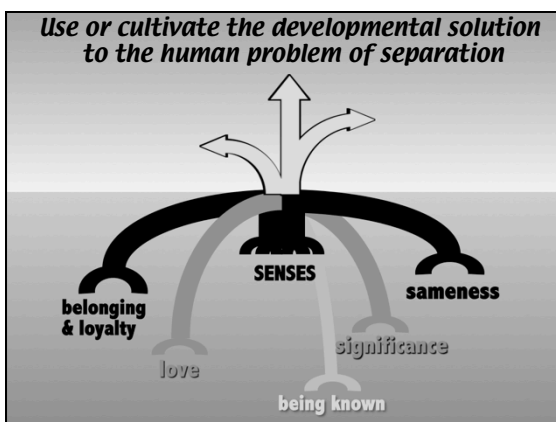 Use or cultivate the developmental solution
to the human problem of separation
SENSES
belonging
& loyalty
sameness
significance
love
being known